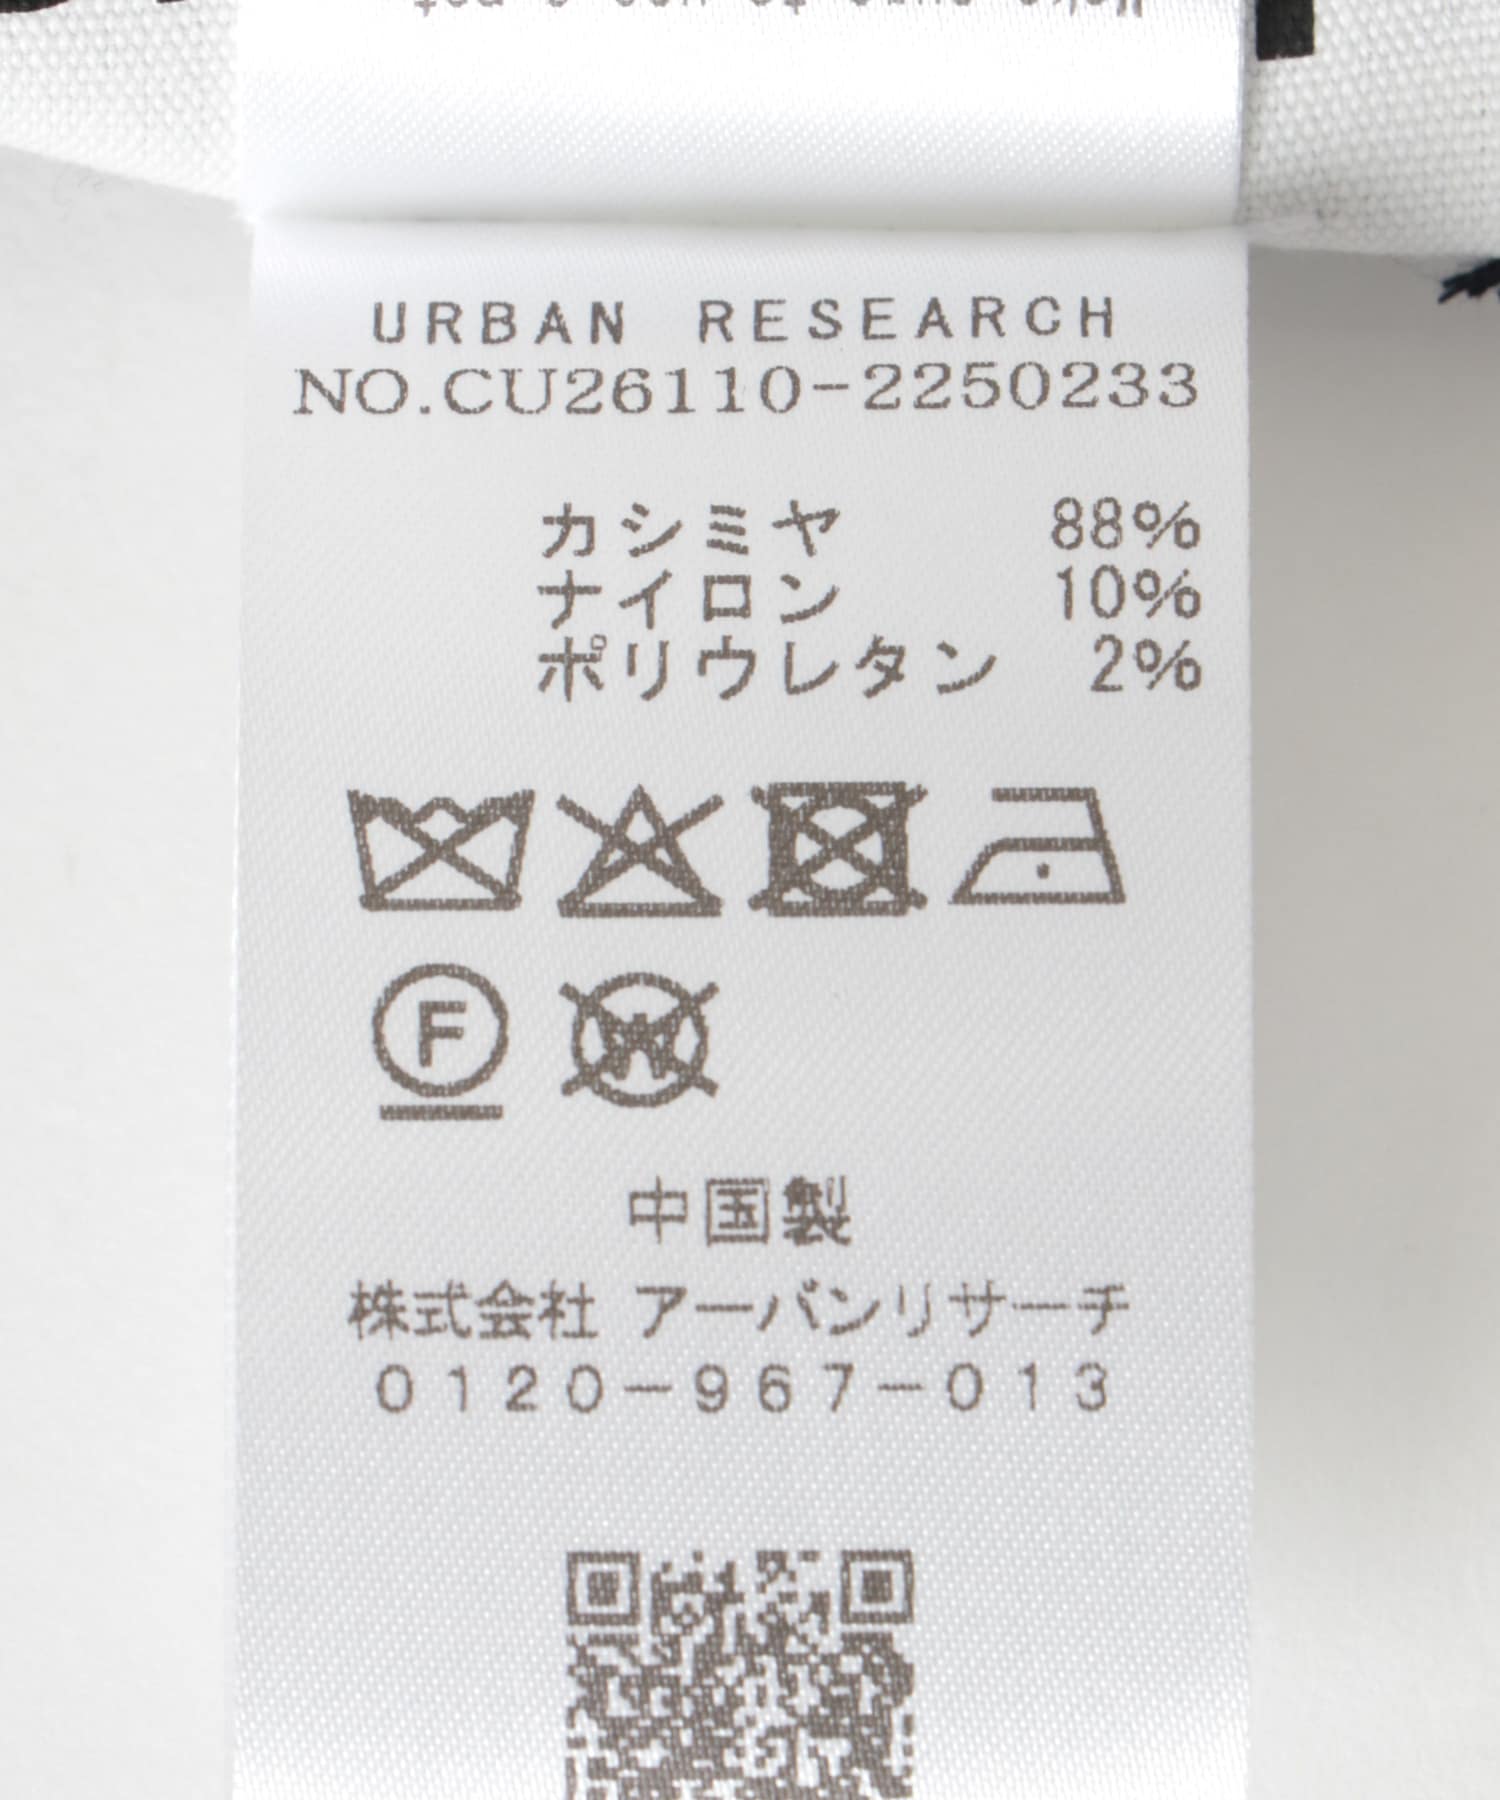 URBAN RESEARCH
NO.CU26110-2250233
カシミヤ 88%
ナイロン 10%
ポリウレタン 2%
F
中国製
株式会社 アーバンリサーチ
0120-967-013